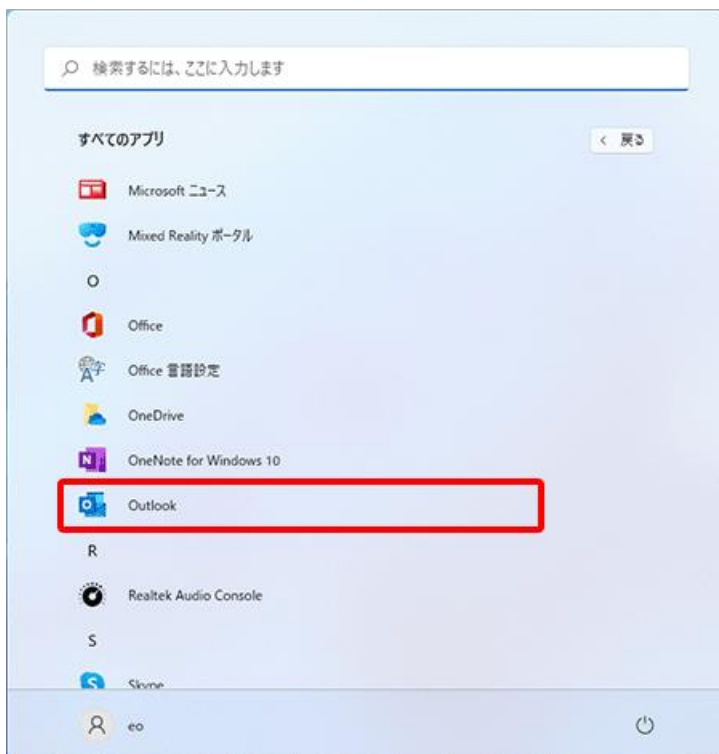 検索するには、ここに入力します
すべてのアプリ
< 戻る
Microsoft ニュース
Mixed Reality ポータル
O
Office
Office 言語設定
OneDrive
OneNote for Windows 10
Outlook
R
Realtek Audio Console
S
Skype
eo